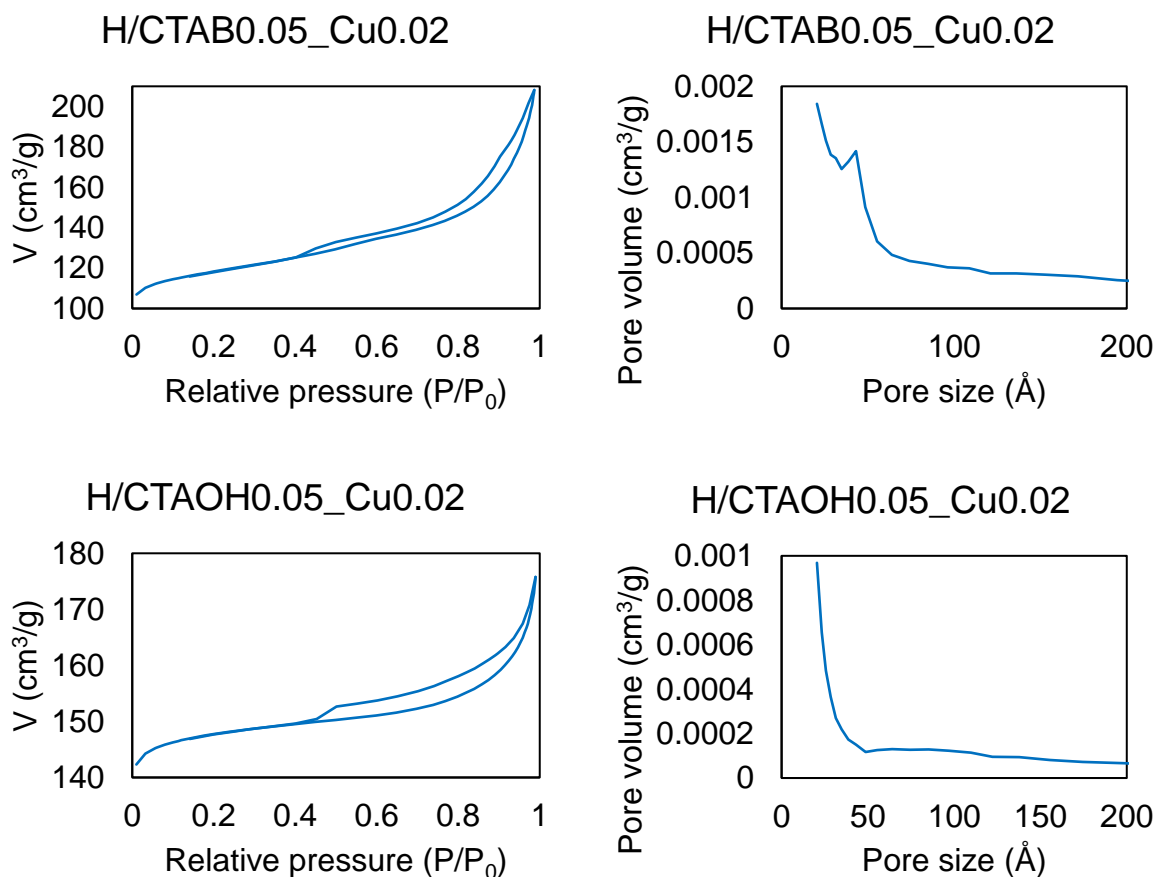 H/CTAB0.05_Cu0.02
V (cm³/g)
200
180
160
140
120
100
0 0.2 0.4 0.6 0.8 1
Relative pressure (P/P₀)
H/CTAB0.05_Cu0.02
Pore volume (cm³/g)
0.002
0.0015
0.001
0.0005
0
0 100 200
Pore size (Å)
H/CTAOH0.05_Cu0.02
V (cm³/g)
180
170
160
150
140
0 0.2 0.4 0.6 0.8 1
Relative pressure (P/P₀)
H/CTAOH0.05_Cu0.02
Pore volume (cm³/g)
0.001
0.0008
0.0006
0.0004
0.0002
0
0 50 100 150 200
Pore size (Å)